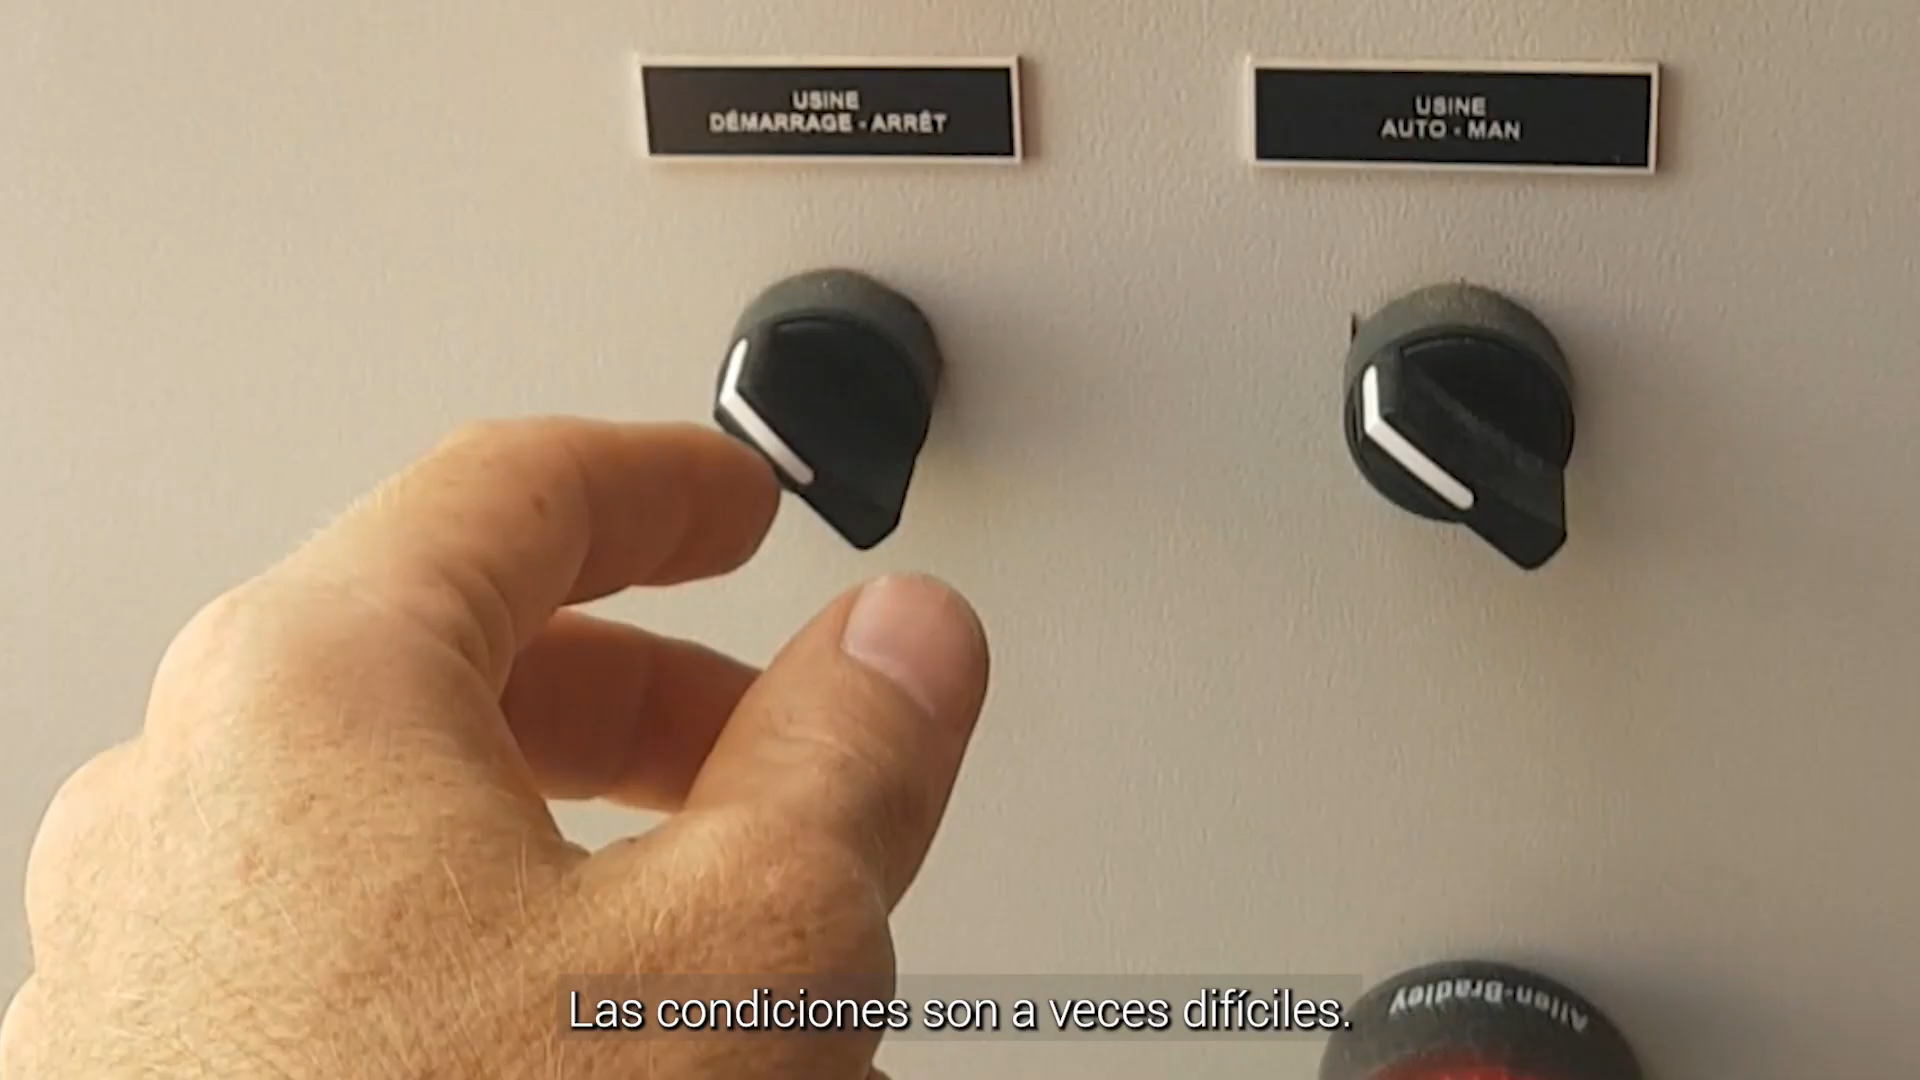 USINE
DÉMARRAGE - ARRÊT
USINE
AUTO - MAN
Allen-Bradley
Las condiciones son a veces difíciles.